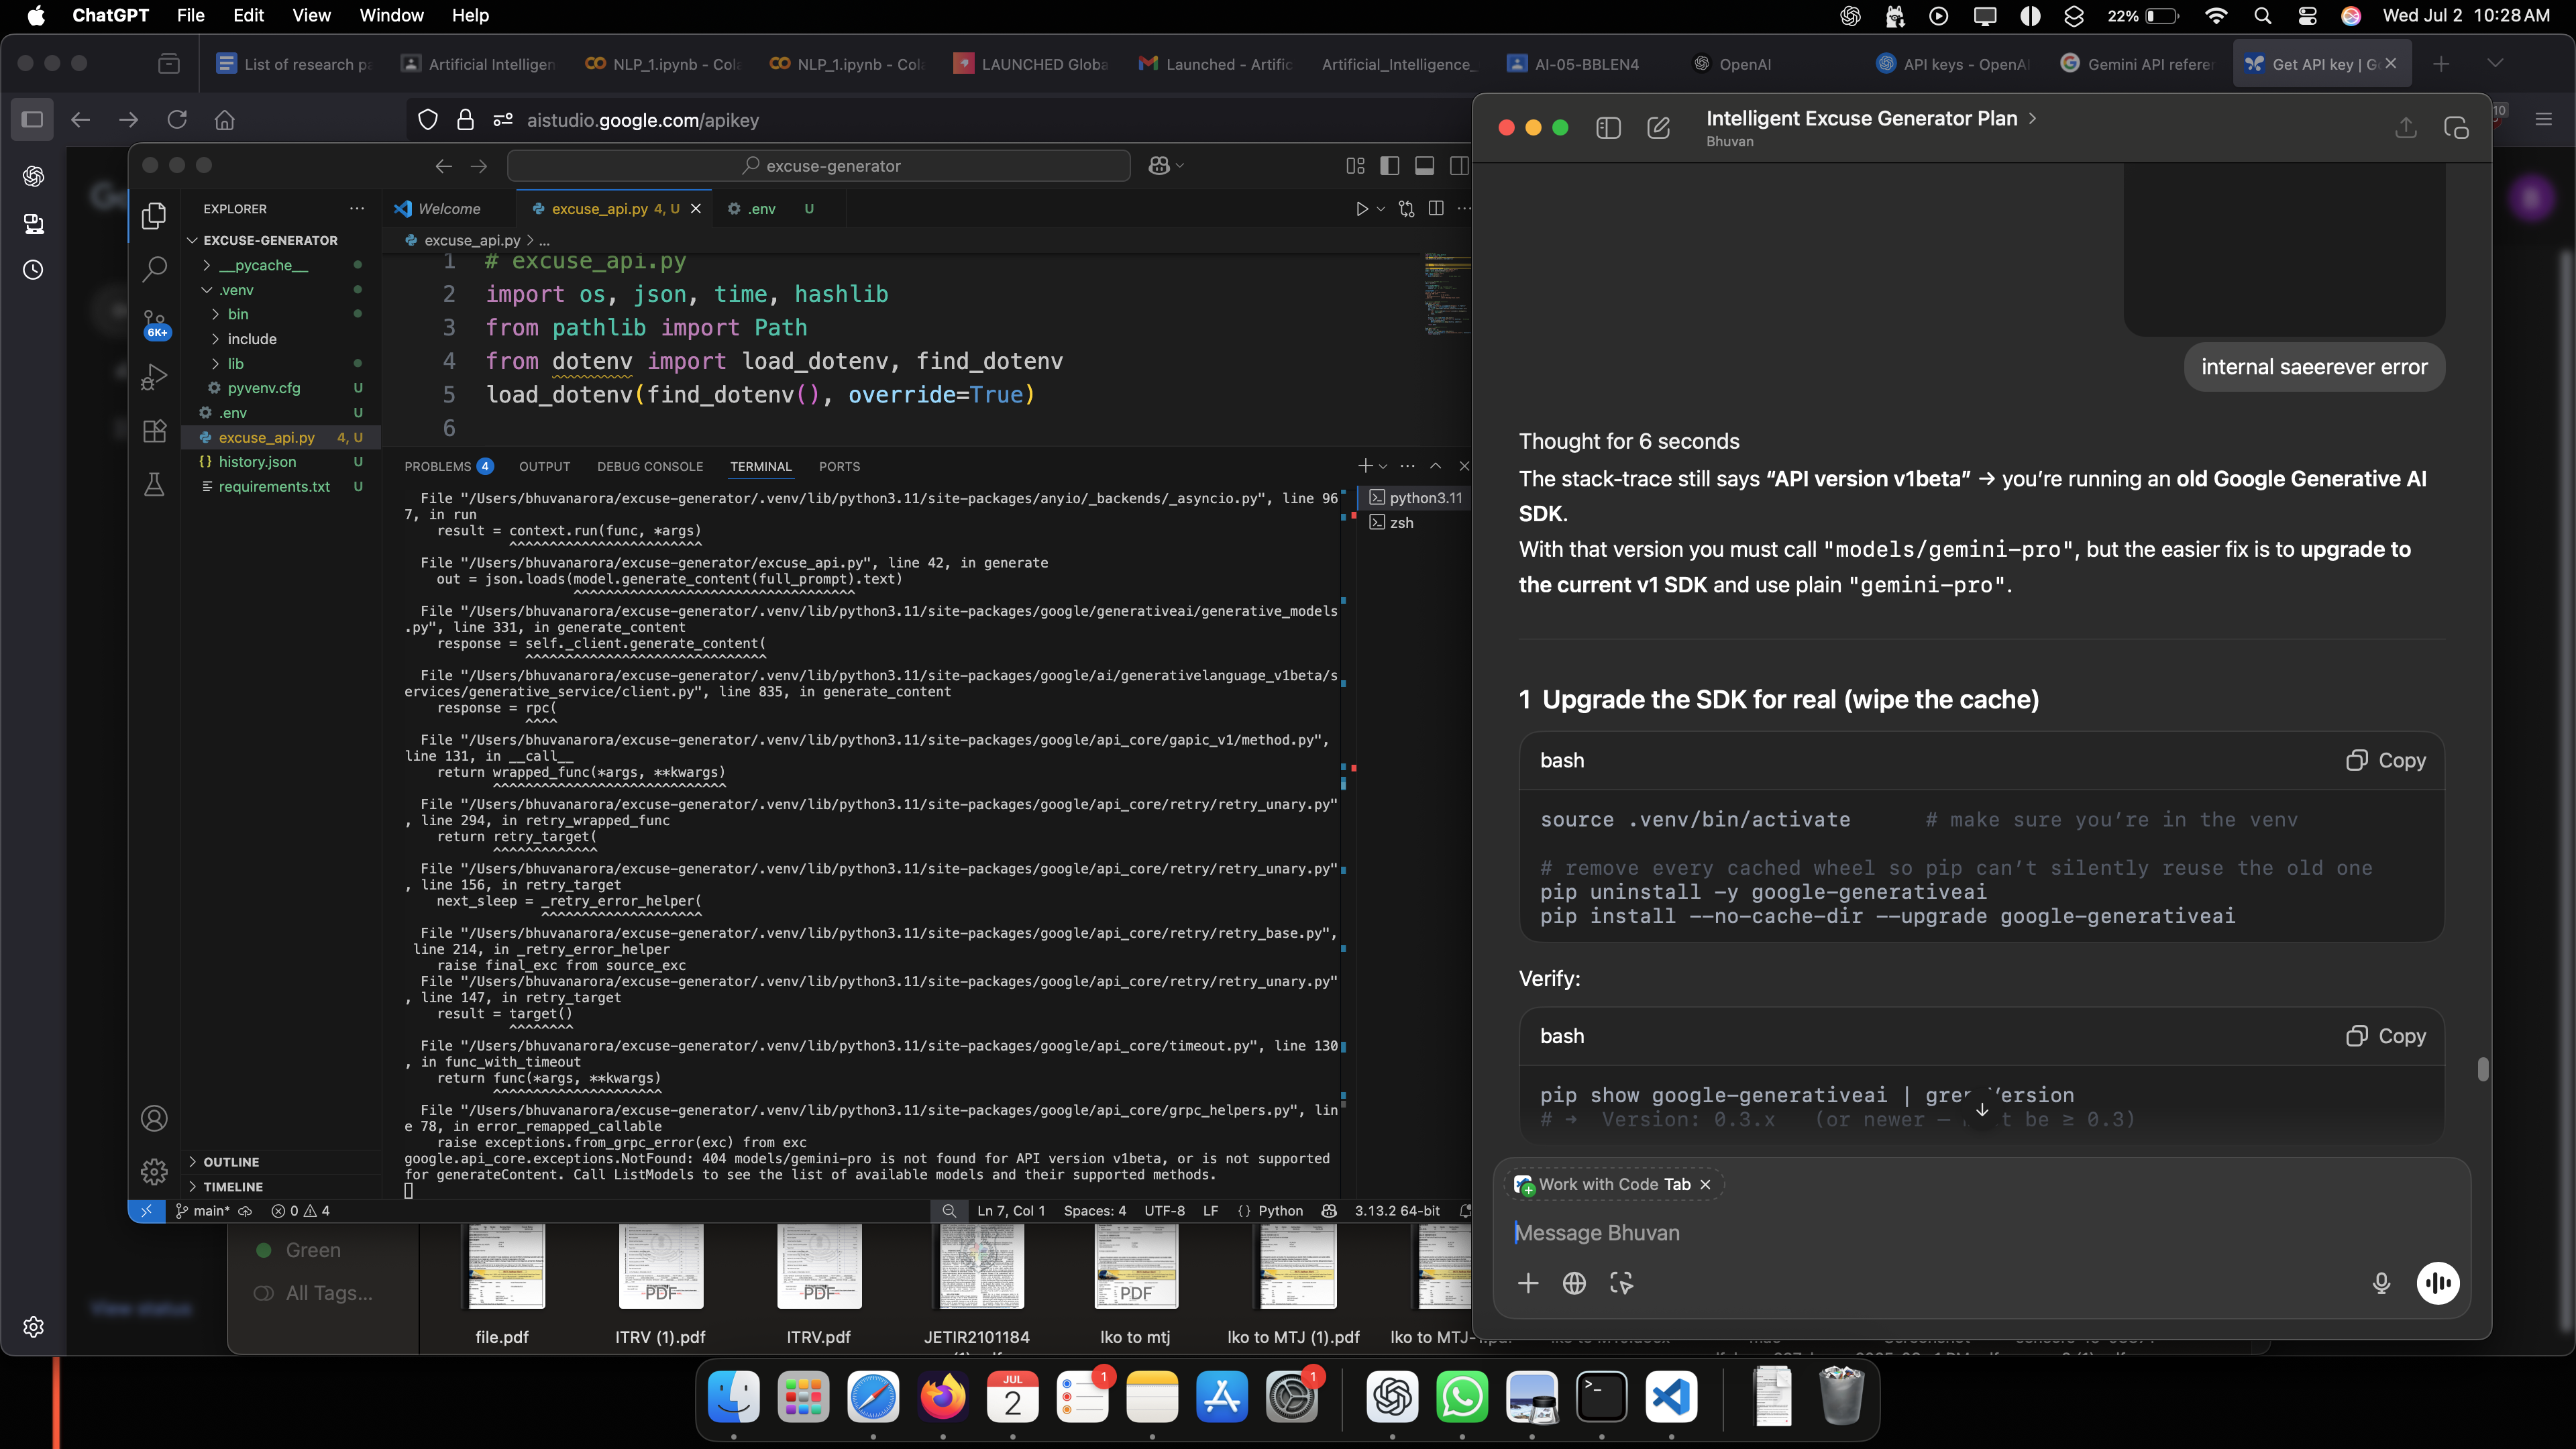 ChatGPT File Edit View Window Help
22% Wed Jul 2 10:28 AM
List of research pa
Artificial Intelligen
NLP_1.ipynb - Cola
NLP_1.ipynb - Cola
LAUNCHED Globa
Launched - Artific
Artificial_Intelligence_
AI-05-BBLEN4
OpenAI
API keys - OpenAI
Gemini API referen
Get API key | G
aistudio.google.com/apikey
10
excuse-generator
EXPLORER
EXCUSE-GENERATOR
__pycache__
.venv
bin
include
lib
pyvenv.cfg U
.env U
excuse_api.py 4, U
history.json U
requirements.txt U
6K+
OUTLINE
TIMELINE
Welcome
excuse_api.py 4, U
.env U
excuse_api.py > ...
1 # excuse_api.py
2 import os, json, time, hashlib
3 from pathlib import Path
4 from dotenv import load_dotenv, find_dotenv
5 load_dotenv(find_dotenv(), override=True)
6
PROBLEMS 4 OUTPUT DEBUG CONSOLE TERMINAL PORTS
python3.11
zsh
File "/Users/bhuvanarora/excuse-generator/.venv/lib/python3.11/site-packages/anyio/_backends/_asyncio.py", line 96
7, in run
result = context.run(func, *args)
^^^^^^^^^^^^^^^^^^^^^^^^
File "/Users/bhuvanarora/excuse-generator/excuse_api.py", line 42, in generate
out = json.loads(model.generate_content(full_prompt).text)
^^^^^^^^^^^^^^^^^^^^^^^^^^^^^^^^^^^
File "/Users/bhuvanarora/excuse-generator/.venv/lib/python3.11/site-packages/google/generativeai/generative_models
.py", line 331, in generate_content
response = self._client.generate_content(
^^^^^^^^^^^^^^^^^^^^^^^^^^^^^^
File "/Users/bhuvanarora/excuse-generator/.venv/lib/python3.11/site-packages/google/ai/generativelanguage_v1beta/s
ervices/generative_service/client.py", line 835, in generate_content
response = rpc(
^^^^
File "/Users/bhuvanarora/excuse-generator/.venv/lib/python3.11/site-packages/google/api_core/gapic_v1/method.py",
line 131, in __call__
return wrapped_func(*args, **kwargs)
^^^^^^^^^^^^^^^^^^^^^^^^^^^^^
File "/Users/bhuvanarora/excuse-generator/.venv/lib/python3.11/site-packages/google/api_core/retry/retry_unary.py"
, line 294, in retry_wrapped_func
return retry_target(
^^^^^^^^^^^^^
File "/Users/bhuvanarora/excuse-generator/.venv/lib/python3.11/site-packages/google/api_core/retry/retry_unary.py"
, line 156, in retry_target
next_sleep = _retry_error_helper(
^^^^^^^^^^^^^^^^^^^^
File "/Users/bhuvanarora/excuse-generator/.venv/lib/python3.11/site-packages/google/api_core/retry/retry_base.py",
line 214, in _retry_error_helper
raise final_exc from source_exc
File "/Users/bhuvanarora/excuse-generator/.venv/lib/python3.11/site-packages/google/api_core/retry/retry_unary.py"
, line 147, in retry_target
result = target()
^^^^^^^^
File "/Users/bhuvanarora/excuse-generator/.venv/lib/python3.11/site-packages/google/api_core/timeout.py", line 130
, in func_with_timeout
return func(*args, **kwargs)
^^^^^^^^^^^^^^^^^^^^^
File "/Users/bhuvanarora/excuse-generator/.venv/lib/python3.11/site-packages/google/api_core/grpc_helpers.py", lin
e 78, in error_remapped_callable
raise exceptions.from_grpc_error(exc) from exc
google.api_core.exceptions.NotFound: 404 models/gemini-pro is not found for API version v1beta, or is not supported
for generateContent. Call ListModels to see the list of available models and their supported methods.
main* 0 4 Ln 7, Col 1 Spaces: 4 UTF-8 LF {} Python 3.13.2 64-bit
Intelligent Excuse Generator Plan >
Bhuvan
internal saeerever error
Thought for 6 seconds
The stack-trace still says “API version v1beta” → you’re running an old Google Generative AI
SDK.
With that version you must call "models/gemini-pro", but the easier fix is to upgrade to
the current v1 SDK and use plain "gemini-pro".
1 Upgrade the SDK for real (wipe the cache)
bash Copy
source .venv/bin/activate # make sure you’re in the venv
# remove every cached wheel so pip can’t silently reuse the old one
pip uninstall -y google-generativeai
pip install --no-cache-dir --upgrade google-generativeai
Verify:
bash Copy
pip show google-generativeai | grep Version
# → Version: 0.3.x (or newer — be ≥ 0.3)
Work with Code Tab
Message Bhuvan
Green
All Tags...
View status
PDF
PDF
PDF
file.pdf
ITRV (1).pdf
ITRV.pdf
JETIR2101184
lko to mtj
lko to MTJ (1).pdf
lko to MTJ-
JUL
2
1
1